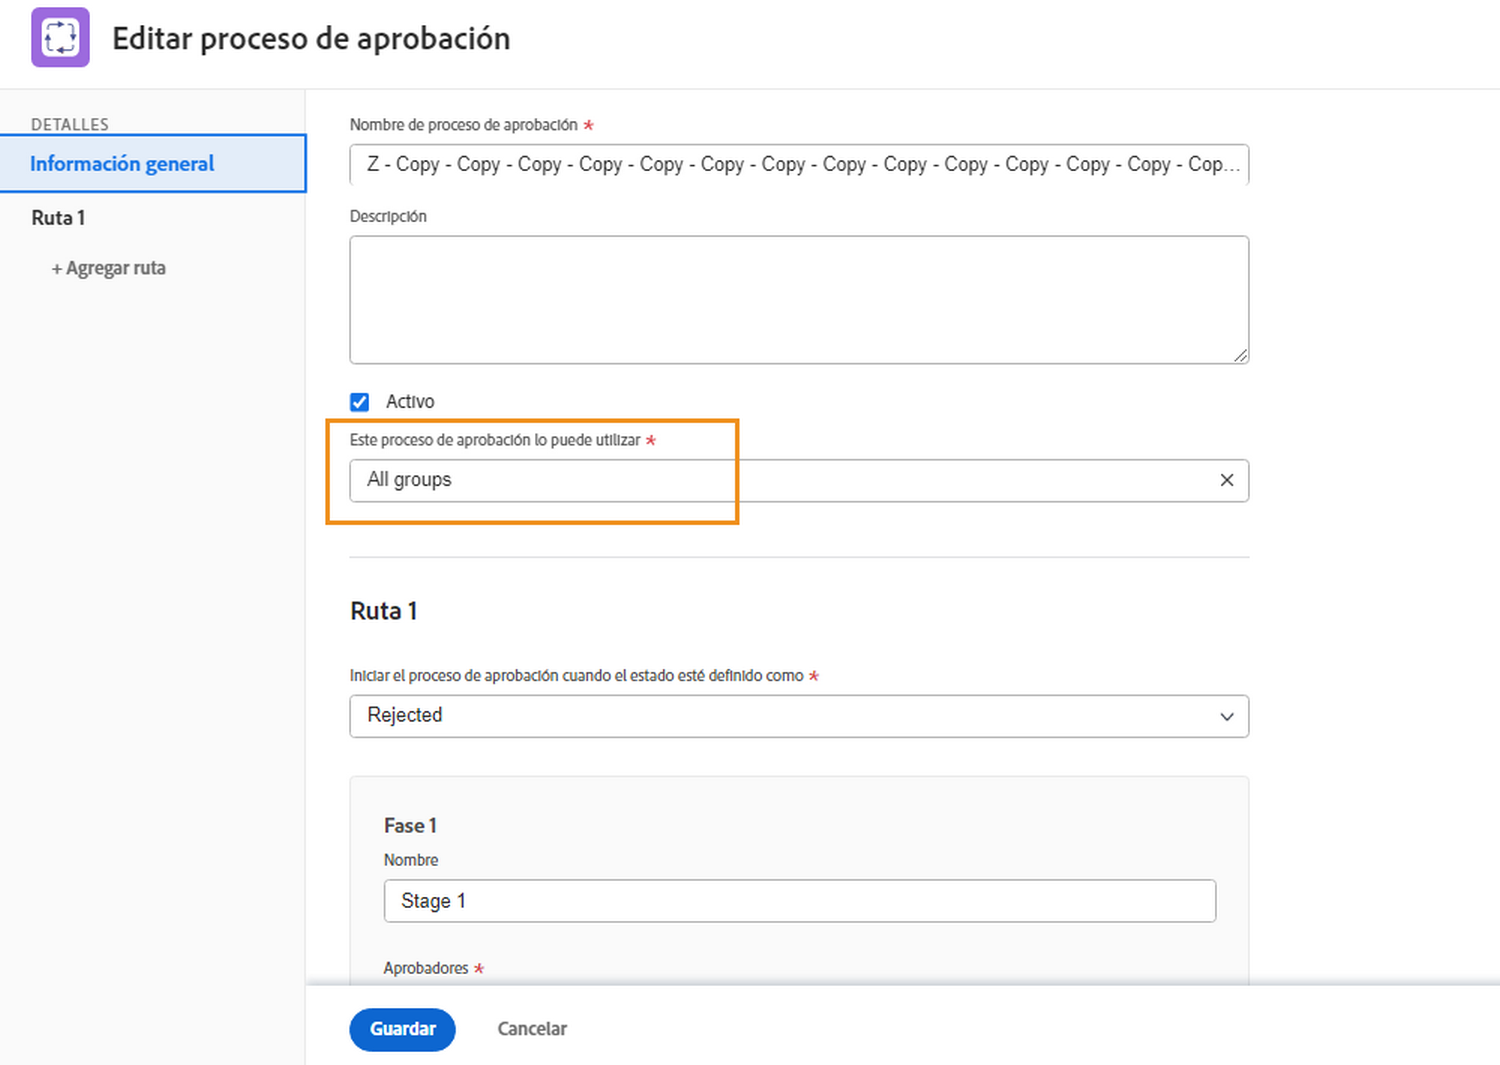 Editar proceso de aprobación
DETALLES
Información general
Ruta 1
+ Agregar ruta
Nombre de proceso de aprobación *
Z - Copy - Copy - Copy - Copy - Copy - Copy - Copy - Copy - Copy - Copy - Copy - Copy - Copy - Cop...
Descripción
Activo
Este proceso de aprobación lo puede utilizar *
All groups
Ruta 1
Iniciar el proceso de aprobación cuando el estado esté definido como *
Rejected
Fase 1
Nombre
Stage 1
Aprobadores *
Guardar
Cancelar